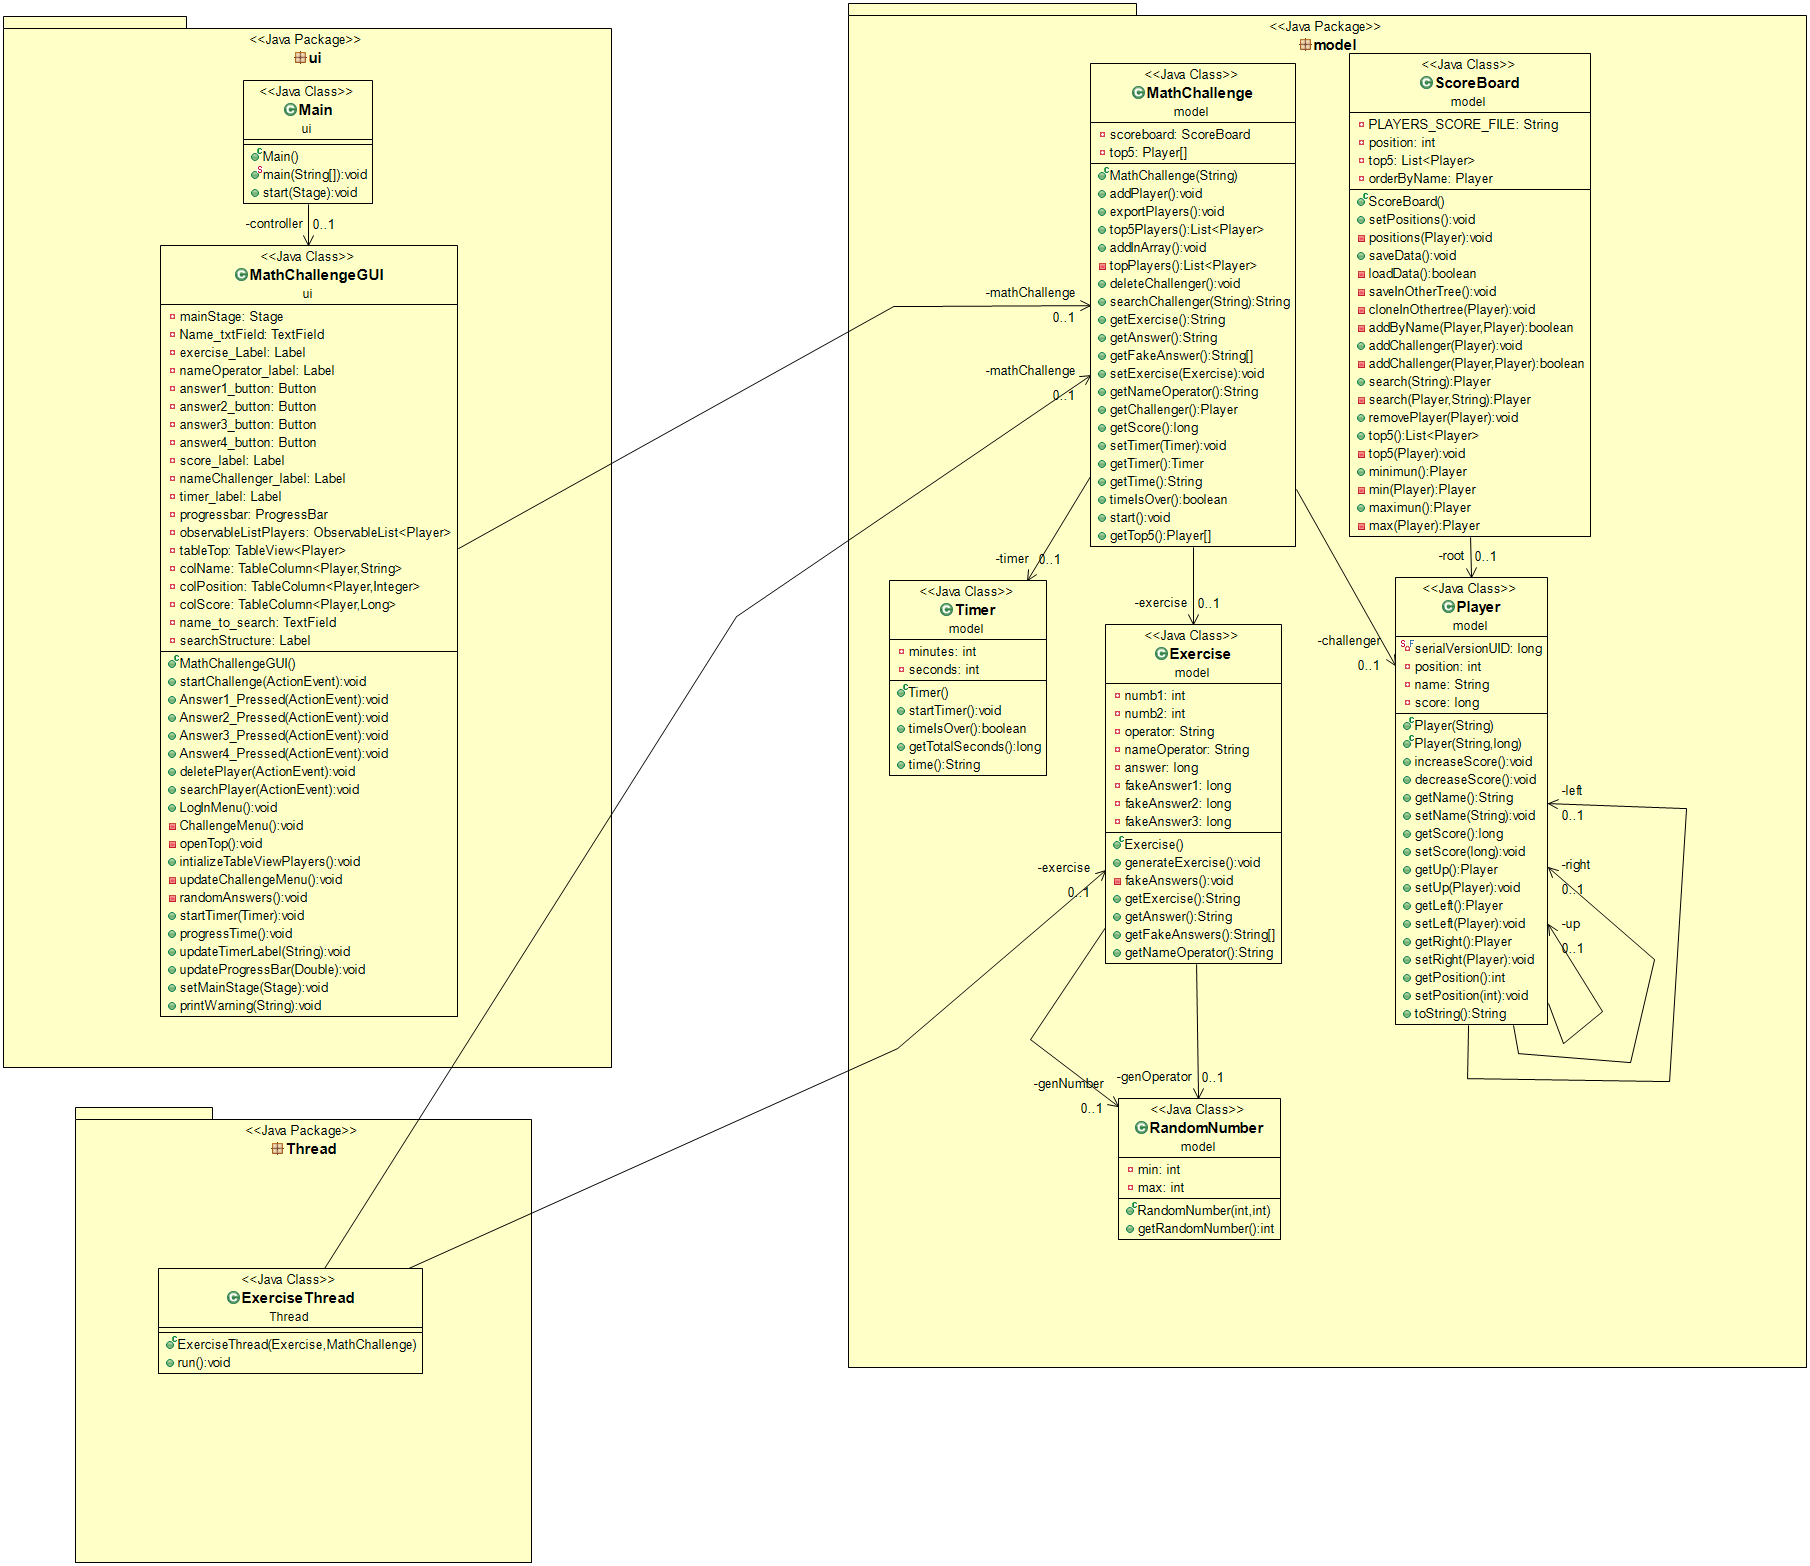 <<Java Package>>
ui
<<Java Class>>
Main
ui
Main()
main(String[]):void
start(Stage):void
-controller
0..1
<<Java Class>>
MathChallengeGUI
ui
mainStage: Stage
Name_txtField: TextField
exercise_Label: Label
nameOperator_label: Label
answer1_button: Button
answer2_button: Button
answer3_button: Button
answer4_button: Button
score_label: Label
nameChallenger_label: Label
timer_label: Label
progressbar: ProgressBar
observableListPlayers: ObservableList<Player>
tableTop: TableView<Player>
colName: TableColumn<Player,String>
colPosition: TableColumn<Player,Integer>
colScore: TableColumn<Player,Long>
name_to_search: TextField
searchStructure: Label
MathChallengeGUI()
startChallenge(ActionEvent):void
Answer1_Pressed(ActionEvent):void
Answer2_Pressed(ActionEvent):void
Answer3_Pressed(ActionEvent):void
Answer4_Pressed(ActionEvent):void
deletePlayer(ActionEvent):void
searchPlayer(ActionEvent):void
LogInMenu():void
ChallengeMenu():void
openTop():void
intializeTableViewPlayers():void
updateChallengeMenu():void
randomAnswers():void
startTimer(Timer):void
progressTime():void
updateTimerLabel(String):void
updateProgressBar(Double):void
setMainStage(Stage):void
printWarning(String):void
<<Java Package>>
Thread
<<Java Class>>
ExerciseThread
Thread
ExerciseThread(Exercise,MathChallenge)
run():void
<<Java Package>>
model
<<Java Class>>
MathChallenge
model
scoreboard: ScoreBoard
top5: Player[]
MathChallenge(String)
addPlayer():void
exportPlayers():void
top5Players():List<Player>
addInArray():void
topPlayers():List<Player>
deleteChallenger():void
searchChallenger(String):String
getExercise():String
getAnswer():String
getFakeAnswer():String[]
setExercise(Exercise):void
getNameOperator():String
getChallenger():Player
getScore():long
setTimer(Timer):void
getTimer():Timer
getTime():String
timeIsOver():boolean
start():void
getTop5():Player[]
-mathChallenge
0..1
-mathChallenge
0..1
<<Java Class>>
ScoreBoard
model
PLAYERS_SCORE_FILE: String
position: int
top5: List<Player>
orderByName: Player
ScoreBoard()
setPositions():void
positions(Player):void
saveData():void
loadData():boolean
saveInOtherTree():void
cloneInOthertree(Player):void
addByName(Player,Player):boolean
addChallenger(Player):void
addChallenger(Player,Player):boolean
search(String):Player
search(Player,String):Player
removePlayer(Player):void
top5():List<Player>
top5(Player):void
minimun():Player
min(Player):Player
maximun():Player
max(Player):Player
-timer
0..1
-exercise
0..1
-challenger
0..1
-root
0..1
<<Java Class>>
Timer
model
minutes: int
seconds: int
Timer()
startTimer():void
timeIsOver():boolean
getTotalSeconds():long
time():String
<<Java Class>>
Exercise
model
numb1: int
numb2: int
operator: String
nameOperator: String
answer: long
fakeAnswer1: long
fakeAnswer2: long
fakeAnswer3: long
Exercise()
generateExercise():void
fakeAnswers():void
getExercise():String
getAnswer():String
getFakeAnswers():String[]
getNameOperator():String
-exercise
0..1
<<Java Class>>
Player
model
serialVersionUID: long
position: int
name: String
score: long
Player(String)
Player(String,long)
increaseScore():void
decreaseScore():void
getName():String
setName(String):void
getScore():long
setScore(long):void
getUp():Player
setUp(Player):void
getLeft():Player
setLeft(Player):void
getRight():Player
setRight(Player):void
getPosition():int
setPosition(int):void
toString():String
-left
0..1
-right
0..1
-up
0..1
-genNumber
0..1
-genOperator
0..1
<<Java Class>>
RandomNumber
model
min: int
max: int
RandomNumber(int,int)
getRandomNumber():int